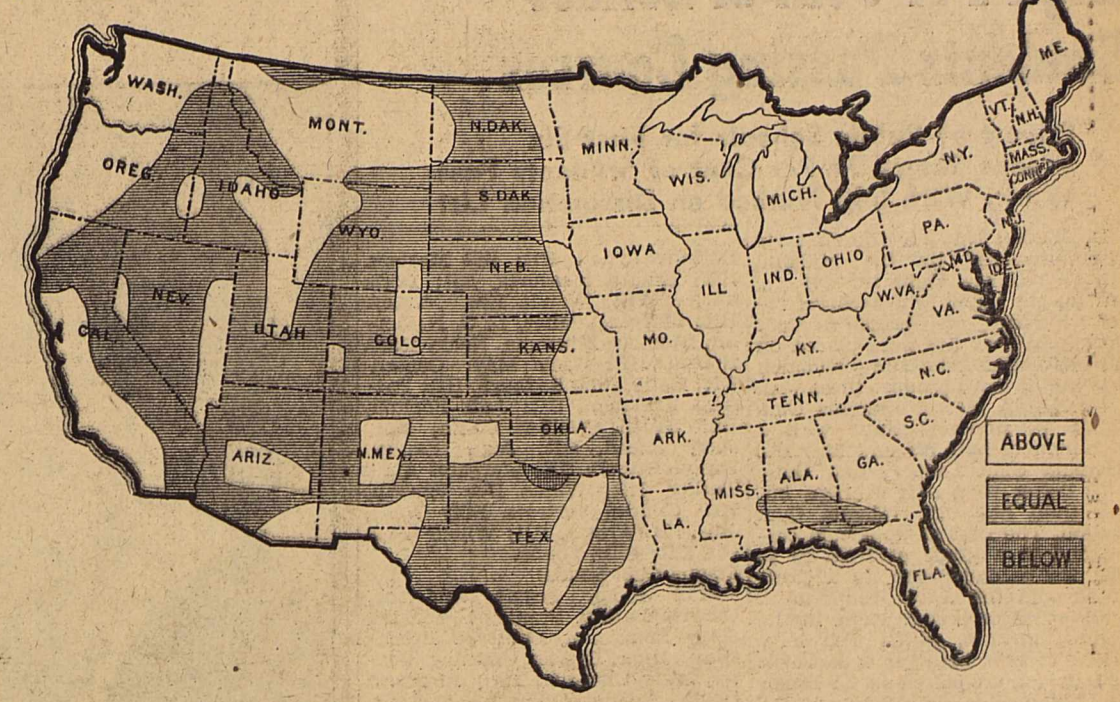 WASH.
OREG.
IDAHO
MONT.
N.DAK.
S.DAK.
MINN.
WIS.
MICH.
N.Y.
VT.
N.H.
ME.
MASS.
CONN.
PA.
MD.
DEL.
WYO
NEB.
IOWA
ILL
IND.
OHIO
W.VA.
VA.
NEV.
UTAH
COLO.
KANS.
MO.
KY.
CAL.
ARIZ.
N.MEX.
OKLA.
ARK.
TENN.
N.C.
S.C.
TEX.
LA.
MISS.
ALA.
GA.
FLA.
ABOVE
EQUAL
BELOW